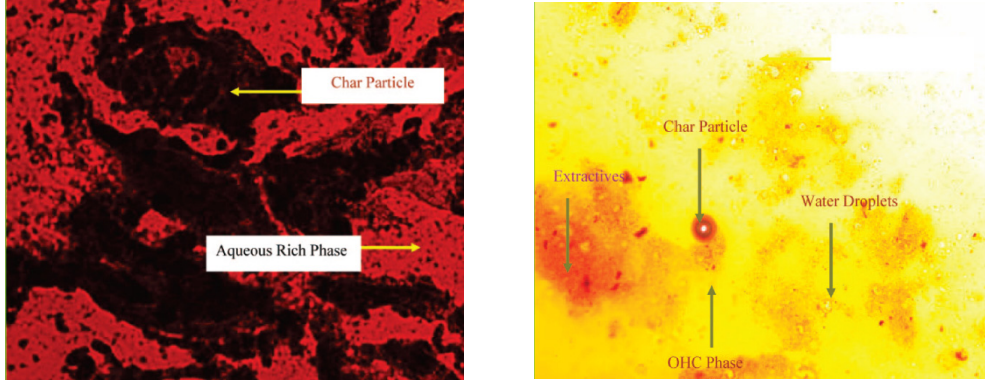 Char Particle
Aqueous Rich Phase
Char Particle
Extractives
Water Droplets
OHC Phase